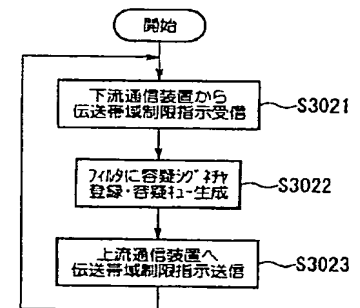 開始
下流通信装置から
伝送帯域制限指示受信
S3021
フィルタに容疑シグネチャ
登録・容疑キュー生成
S3022
上流通信装置へ
伝送帯域制限指示送信
S3023